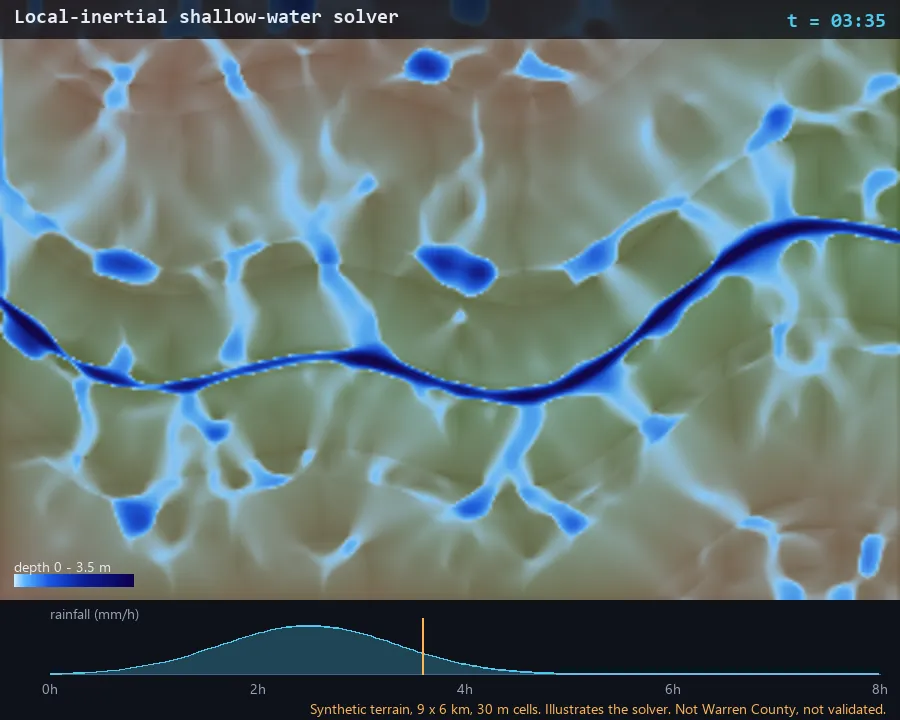 Local-inertial shallow-water solver
t = 03:35
depth 0 - 3.5 m
rainfall (mm/h)
0h 2h 4h 6h 8h
Synthetic terrain, 9 x 6 km, 30 m cells. Illustrates the solver. Not Warren County, not validated.